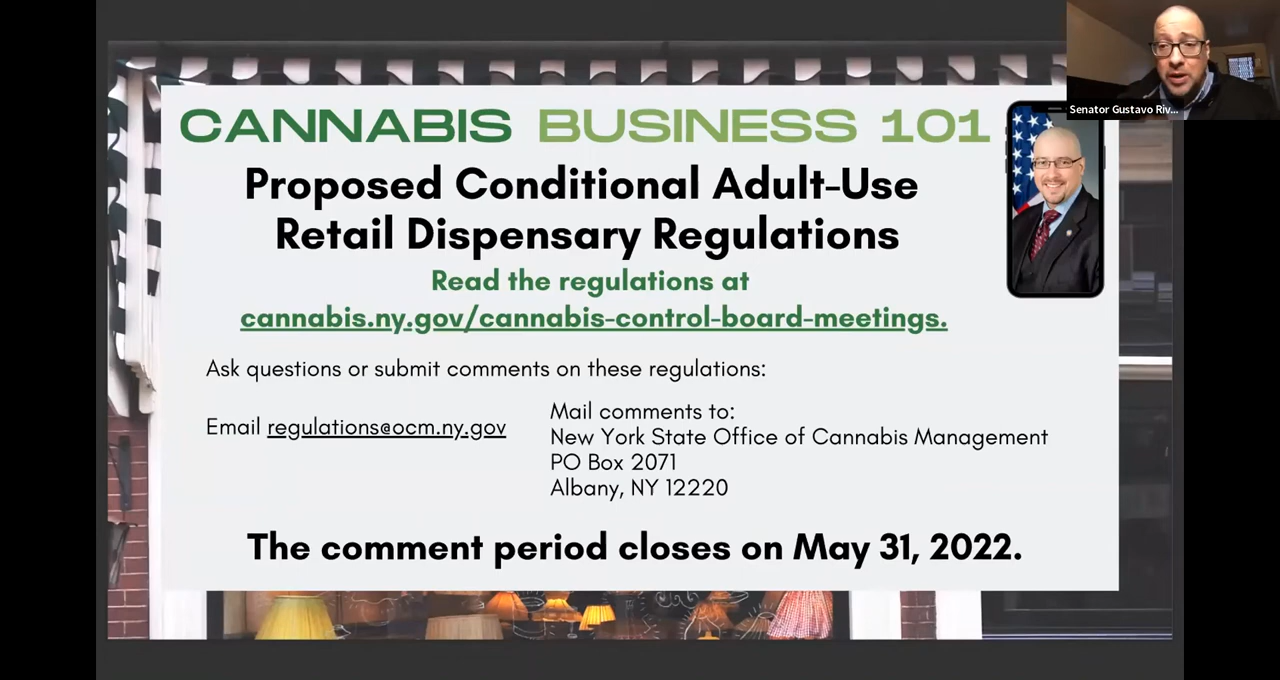 CANNABIS BUSINESS 101
Senator Gustavo Riv...
Proposed Conditional Adult-Use
Retail Dispensary Regulations
Read the regulations at
cannabis.ny.gov/cannabis-control-board-meetings.
Ask questions or submit comments on these regulations:
Email regulations@ocm.ny.gov
Mail comments to:
New York State Office of Cannabis Management
PO Box 2071
Albany, NY 12220
The comment period closes on May 31, 2022.